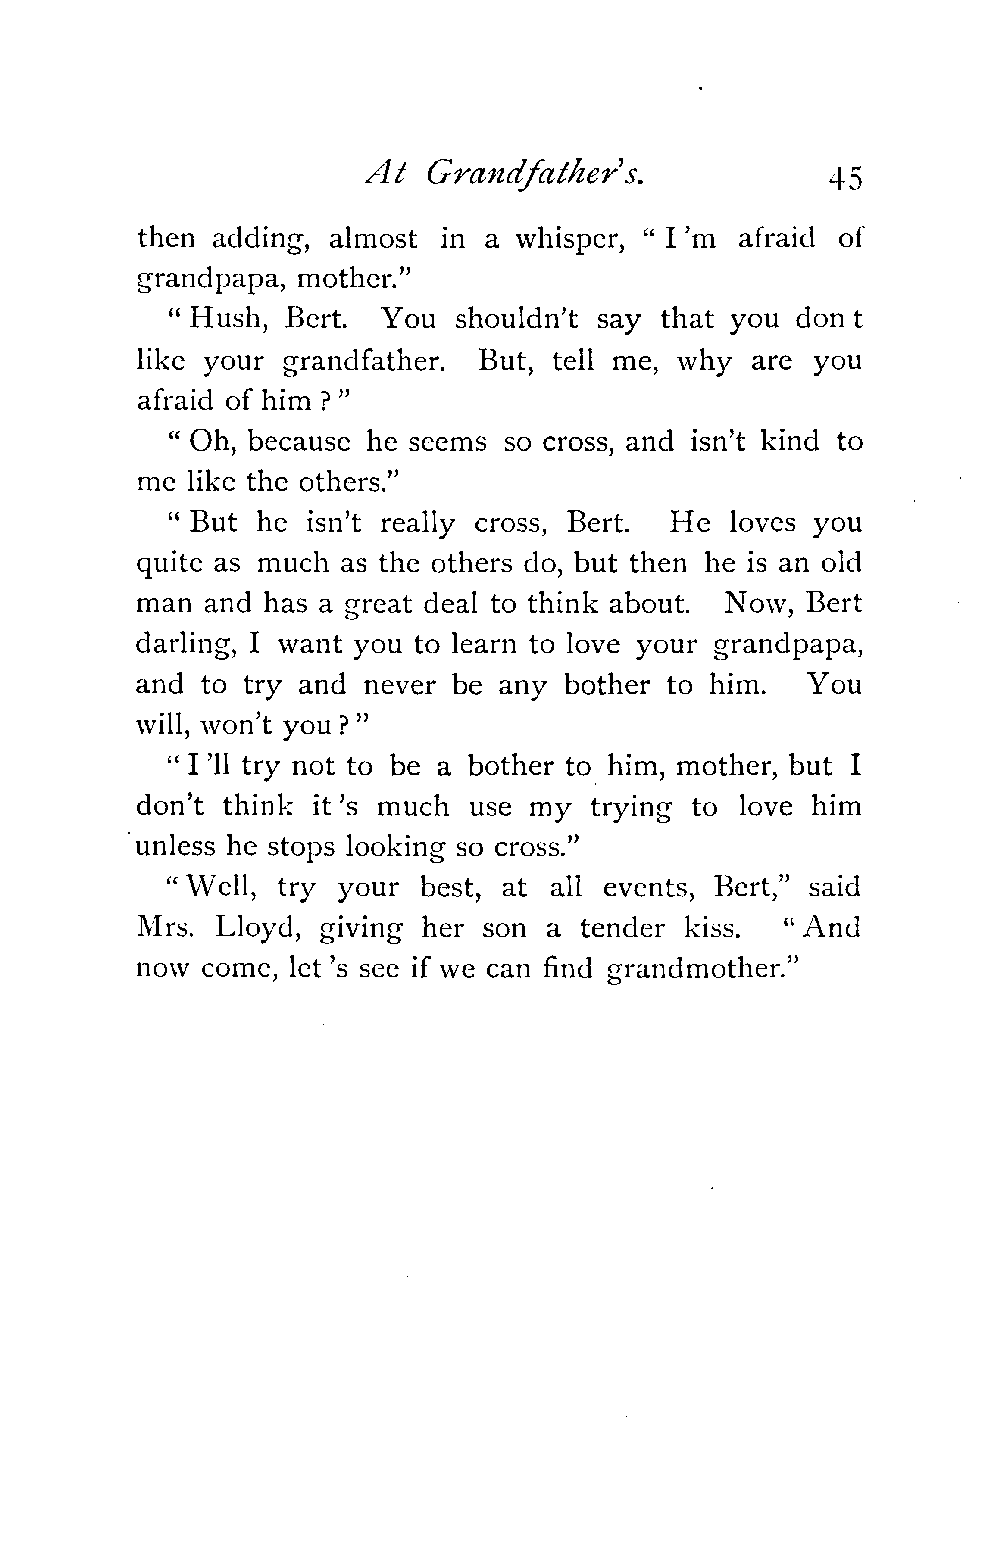 At Grandfather's. 45
then adding, almost in a whisper, “ I 'm afraid of
grandpapa, mother.”
“ Hush, Bert. You shouldn't say that you don t
like your grandfather. But, tell me, why are you
afraid of him ? ”
“ Oh, because he seems so cross, and isn't kind to
me like the others.”
“ But he isn't really cross, Bert. He loves you
quite as much as the others do, but then he is an old
man and has a great deal to think about. Now, Bert
darling, I want you to learn to love your grandpapa,
and to try and never be any bother to him. You
will, won't you ? ”
“ I 'll try not to be a bother to him, mother, but I
don't think it 's much use my trying to love him
unless he stops looking so cross.”
“ Well, try your best, at all events, Bert,” said
Mrs. Lloyd, giving her son a tender kiss. “ And
now come, let 's see if we can find grandmother.”